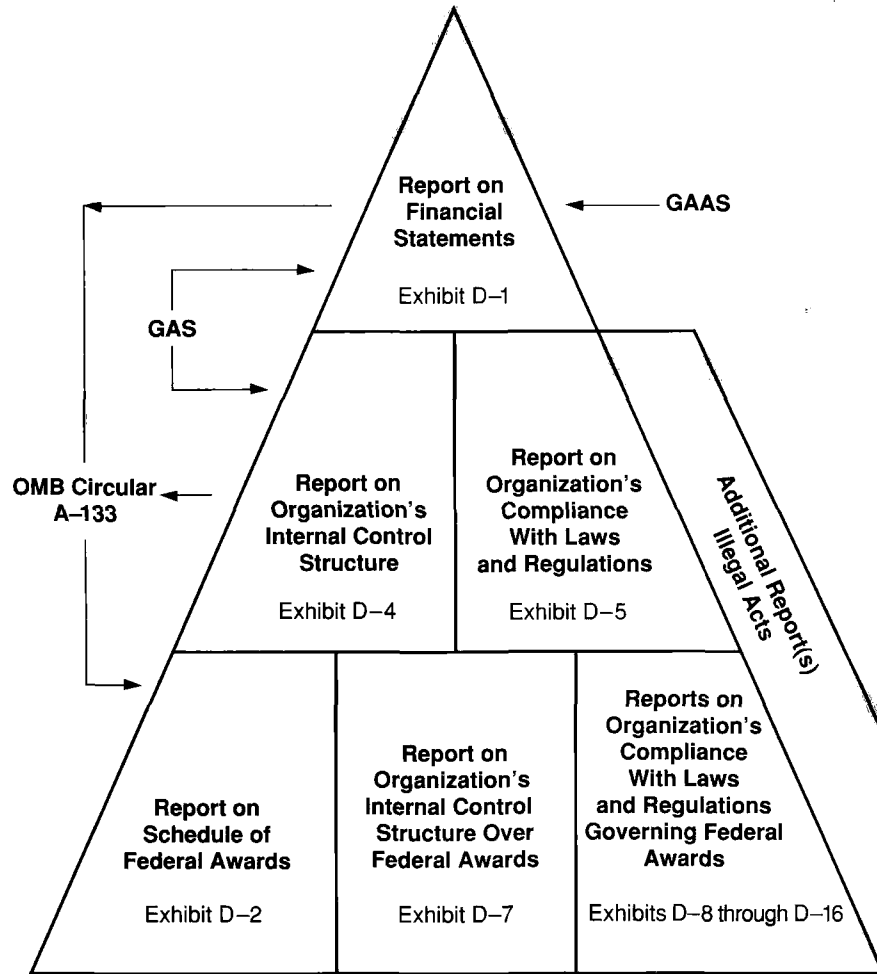 Report on
Financial
Statements
Exhibit D–1
GAAS
GAS
OMB Circular
A–133
Report on
Organization's
Internal Control
Structure
Exhibit D–4
Report on
Organization's
Compliance
With Laws
and Regulations
Exhibit D–5
Additional Report(s)
Illegal Acts
Report on
Schedule of
Federal Awards
Exhibit D–2
Report on
Organization's
Internal Control
Structure Over
Federal Awards
Exhibit D–7
Reports on
Organization's
Compliance
With Laws
and Regulations
Governing Federal
Awards
Exhibits D–8 through D–16